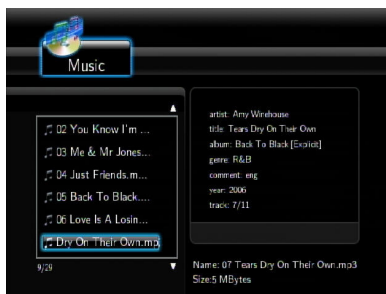 Music
02 You Know I'm ...
03 Me & Mr Jones...
04 Just Friends.m...
05 Back To Black....
06 Love Is A Losin...
Dry On Their Own.mp
9/29
artist: Amy Winehouse
title: Tears Dry On Their Own
album: Back To Black [Explicit]
genre: R&B
comment: eng
year: 2006
track: 7/11
Name: 07 Tears Dry On Their Own.mp3
Size:5 MBytes